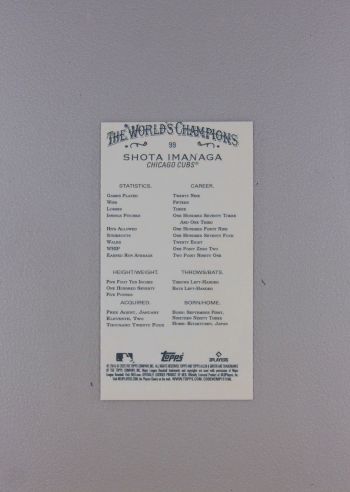 THE WORLD'S CHAMPIONS
99
SHOTA IMANAGA
CHICAGO CUBS®
STATISTICS. CAREER.
Games Played Twenty Nine
Wins Fifteen
Losses Three
Innings Pitched One Hundred Seventy Three
And One Third
Hits Allowed One Hundred Forty Nine
Strikeouts One Hundred Seventy Four
Walks Twenty Eight
WHIP One Point Zero Two
Earned Run Average Two Point Ninety One
HEIGHT/WEIGHT. THROWS/BATS.
Five Foot Ten Inches Throws Left-Handed
One Hundred Seventy Bats Left-Handed
Five Pounds
ACQUIRED. BORN/HOME.
Free Agent, January Born: September First,
Eleventh, Two Nineteen Ninety Three
Thousand Twenty Four Home: Kitakyushu, Japan
topps
PLAYERS